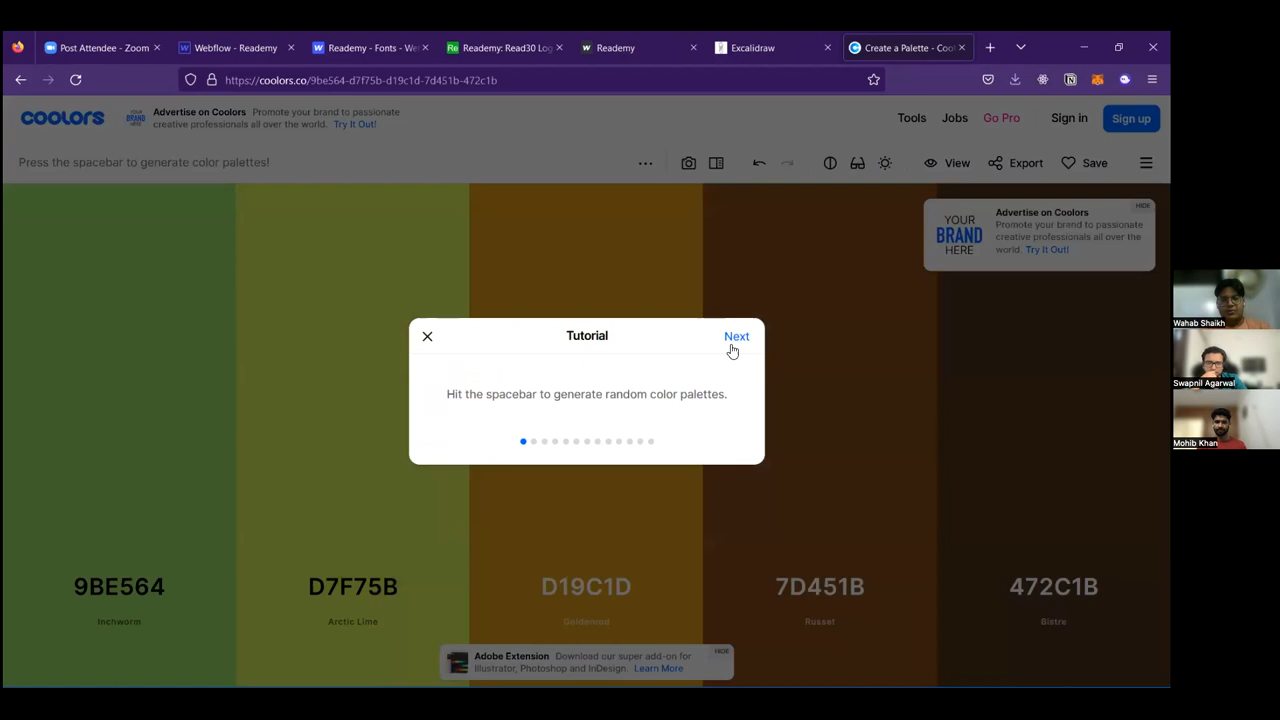 Post Attendee - Zoom
Webflow - Reademy
Reademy - Fonts - We
Reademy: Read30 Log
Reademy
Excalidraw
Create a Palette - Coo
https://coolors.co/9be564-d7f75b-d19c1d-7d451b-472c1b
coolors
YOUR BRAND HERE
Advertise on Coolors Promote your brand to passionate
creative professionals all over the world. Try It Out!
Tools
Jobs
Go Pro
Sign in
Sign up
Press the spacebar to generate color palettes!
View
Export
Save
HIDE
YOUR
BRAND
HERE
Advertise on Coolors
Promote your brand to passionate
creative professionals all over the
world. Try It Out!
Wahab Shaikh
Swapnil Agarwal
Mohib Khan
Tutorial
Next
Hit the spacebar to generate random color palettes.
9BE564
D7F75B
D19C1D
7D451B
472C1B
Inchworm
Arctic Lime
Goldenrod
Russet
Bistre
Adobe Extension Download our super add-on for
Illustrator, Photoshop and InDesign. Learn More
HIDE